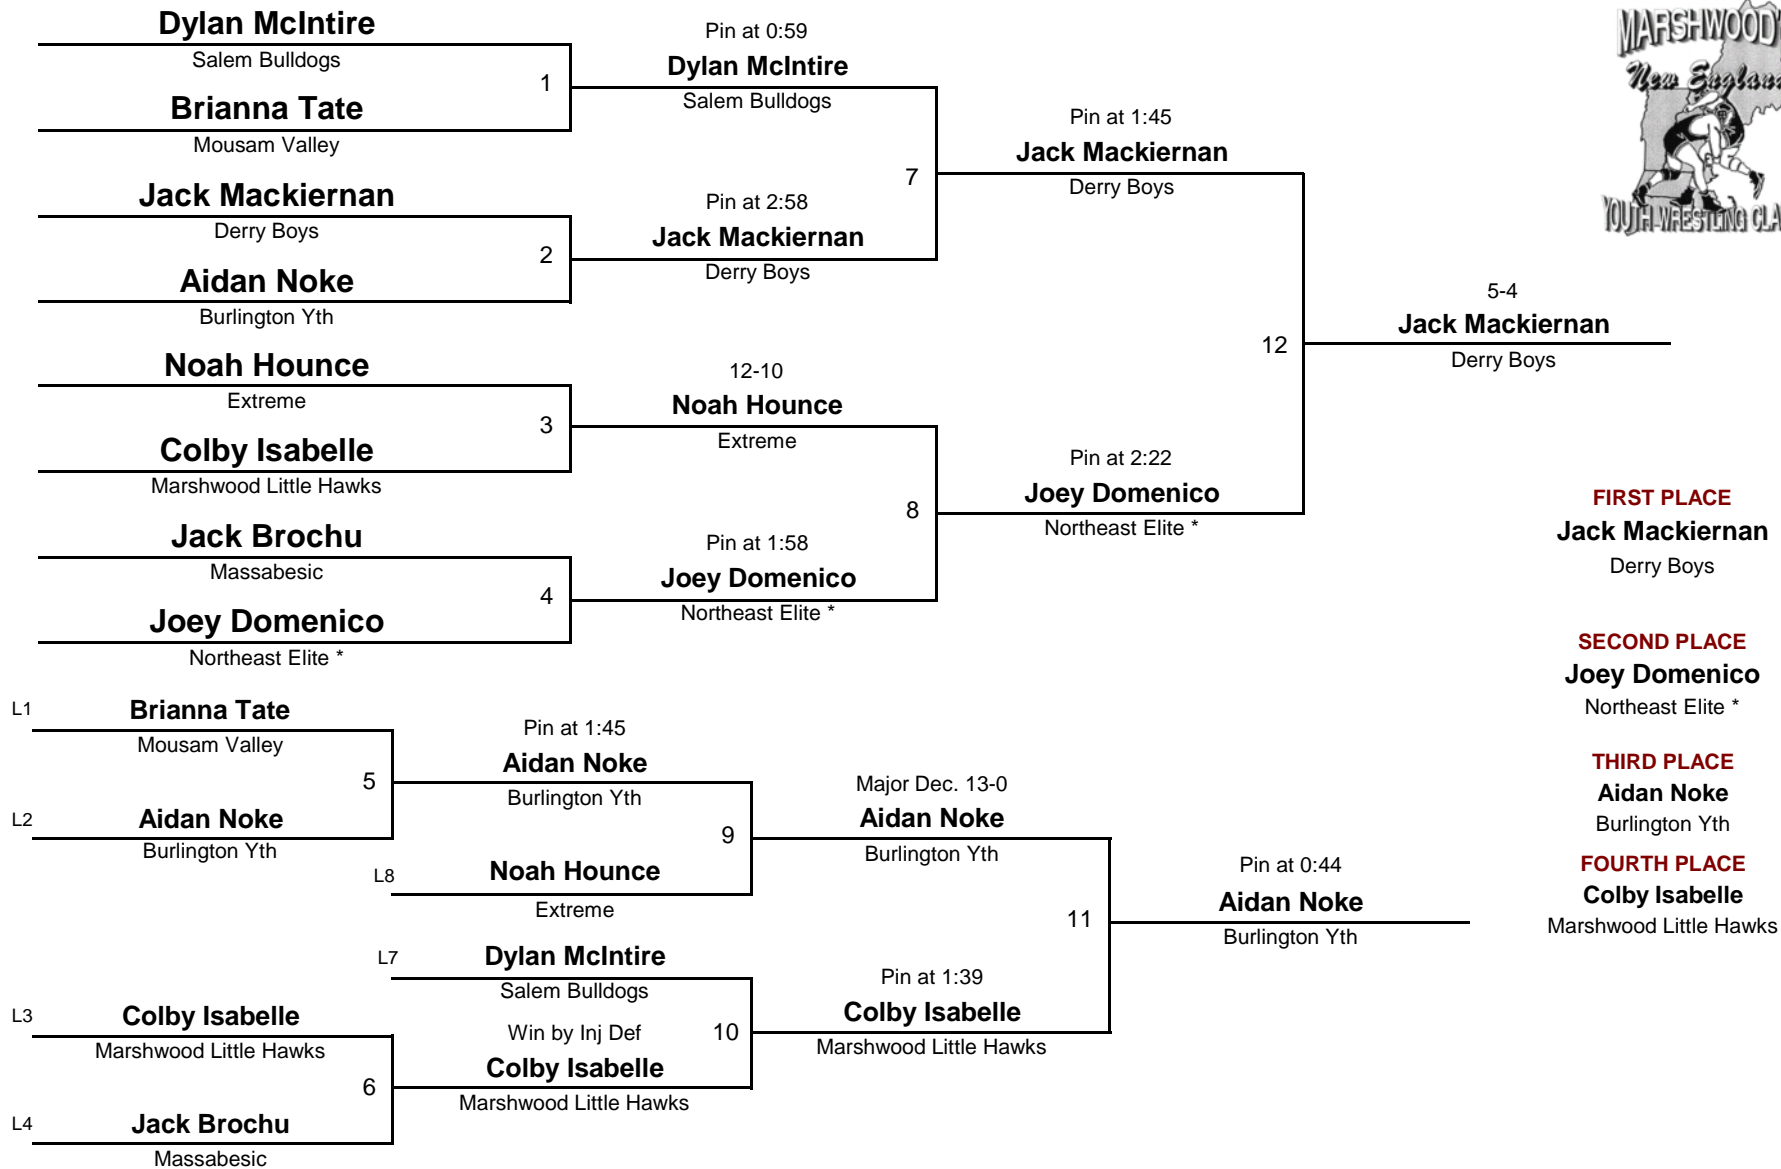 Dylan McIntire
Salem Bulldogs
1
Brianna Tate
Mousam Valley
Jack Mackiernan
Derry Boys
2
Aidan Noke
Burlington Yth
Noah Hounce
Extreme
3
Colby Isabelle
Marshwood Little Hawks
Jack Brochu
Massabesic
4
Joey Domenico
Northeast Elite *
Pin at 0:59
Dylan McIntire
Salem Bulldogs
7
Pin at 2:58
Jack Mackiernan
Derry Boys
12-10
Noah Hounce
Extreme
8
Pin at 1:58
Joey Domenico
Northeast Elite *
Pin at 1:45
Jack Mackiernan
Derry Boys
12
Pin at 2:22
Joey Domenico
Northeast Elite *
5-4
Jack Mackiernan
Derry Boys
MARSHWOOD
New England
YOUTH WRESTLING
FIRST PLACE
Jack Mackiernan
Derry Boys
SECOND PLACE
Joey Domenico
Northeast Elite *
THIRD PLACE
Aidan Noke
Burlington Yth
FOURTH PLACE
Colby Isabelle
Marshwood Little Hawks
L1
Brianna Tate
Mousam Valley
5
L2
Aidan Noke
Burlington Yth
Pin at 1:45
Aidan Noke
Burlington Yth
9
L8
Noah Hounce
Extreme
L7
Dylan McIntire
Salem Bulldogs
10
Win by Inj Def
Colby Isabelle
Marshwood Little Hawks
L3
Colby Isabelle
Marshwood Little Hawks
6
L4
Jack Brochu
Massabesic
Major Dec. 13-0
Aidan Noke
Burlington Yth
11
Pin at 1:39
Colby Isabelle
Marshwood Little Hawks
Pin at 0:44
Aidan Noke
Burlington Yth